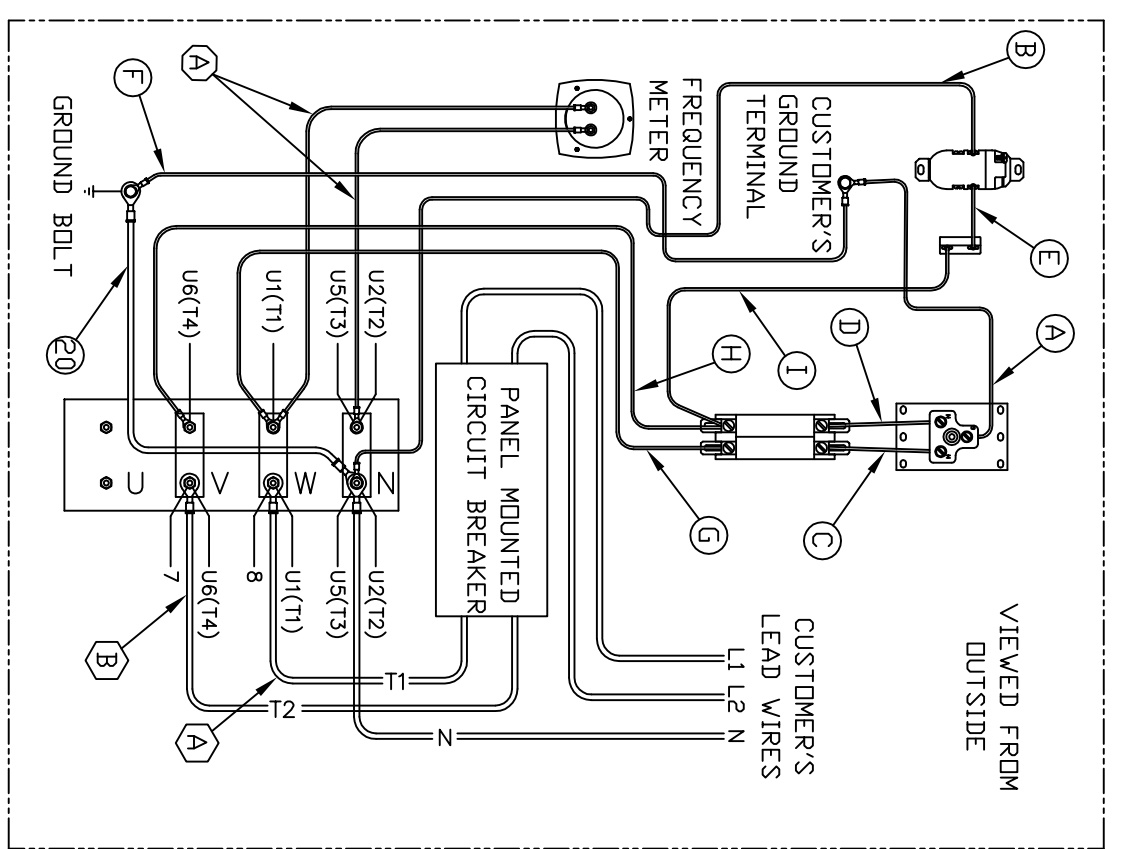 VIEWED FROM
OUTSIDE
B
E
A
CUSTOMER'S
GROUND
TERMINAL
D
I
H
C
G
FREQUENCY
METER
CUSTOMER'S
LEAD WIRES
L1
L2
N
PANEL MOUNTED
CIRCUIT BREAKER
A
F
GROUND BOLT
20
U2(T2)
U5(T3)
U1(T1)
U6(T4)
N
W
V
U
U2(T2)
U5(T3)
U1(T1)
8
U6(T4)
7
T1
T2
N
B
A